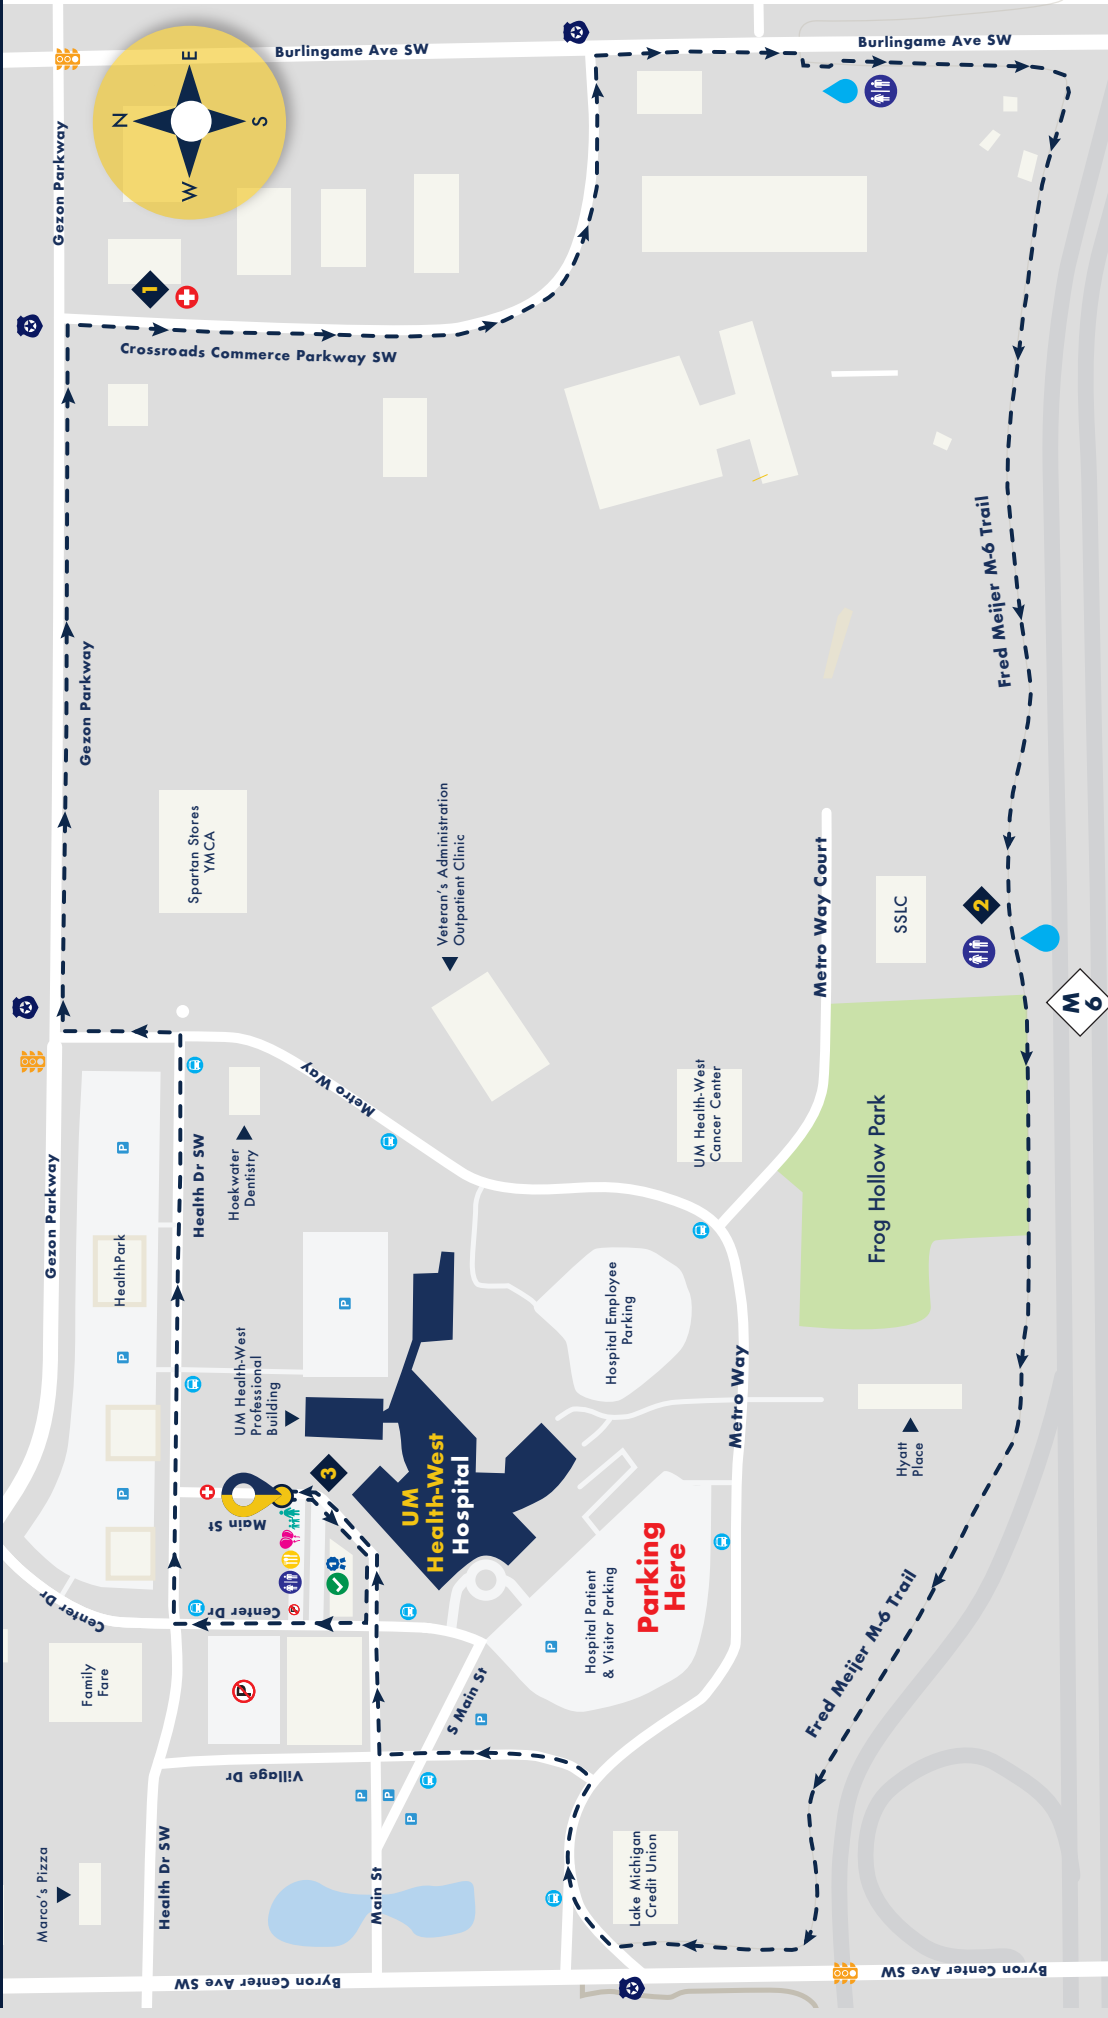 Burlingame Ave SW
Burlingame Ave SW
E
N
S
W
Gezon Parkway
1
Crossroads Commerce Parkway SW
Fred Meijer M-6 Trail
Gezon Parkway
Spartan Stores
YMCA
Veteran's Administration
Outpatient Clinic
Metro Way Court
SSLC
2
M
6
Metro Way
UM Health-West
Cancer Center
Frog Hollow Park
Health Dr SW
Hoekwater
Dentistry
Gezon Parkway
HealthPark
P
P
P
P
UM Health-West
Professional
Building
Hospital Employee
Parking
Metro Way
Hyatt
Place
3
UM
Health-West
Hospital
Main St
Center Dr
Center Dr
P
Parking
Here
Hospital Patient
& Visitor Parking
P
Fred Meijer M-6 Trail
Family
Fare
P
S Main St
P
Village Dr
P
P
P
Marco's Pizza
Health Dr SW
Main St
Lake Michigan
Credit Union
Byron Center Ave SW
Byron Center Ave SW